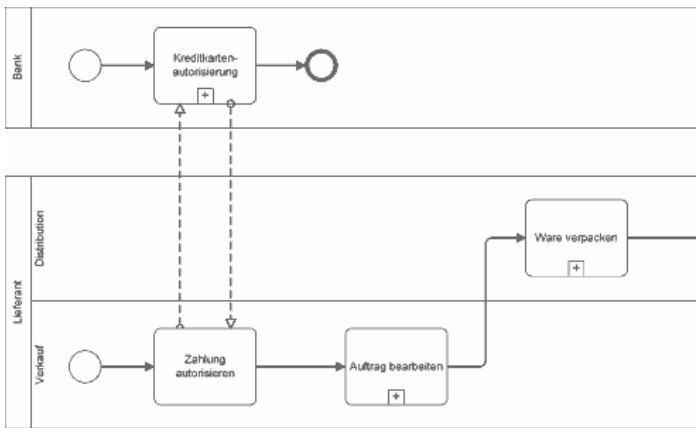 Bank
Kreditkarten-
autorisierung
Lieferant
Distribution
Ware verpacken
Verkauf
Zahlung
autorisieren
Auftrag bearbeiten